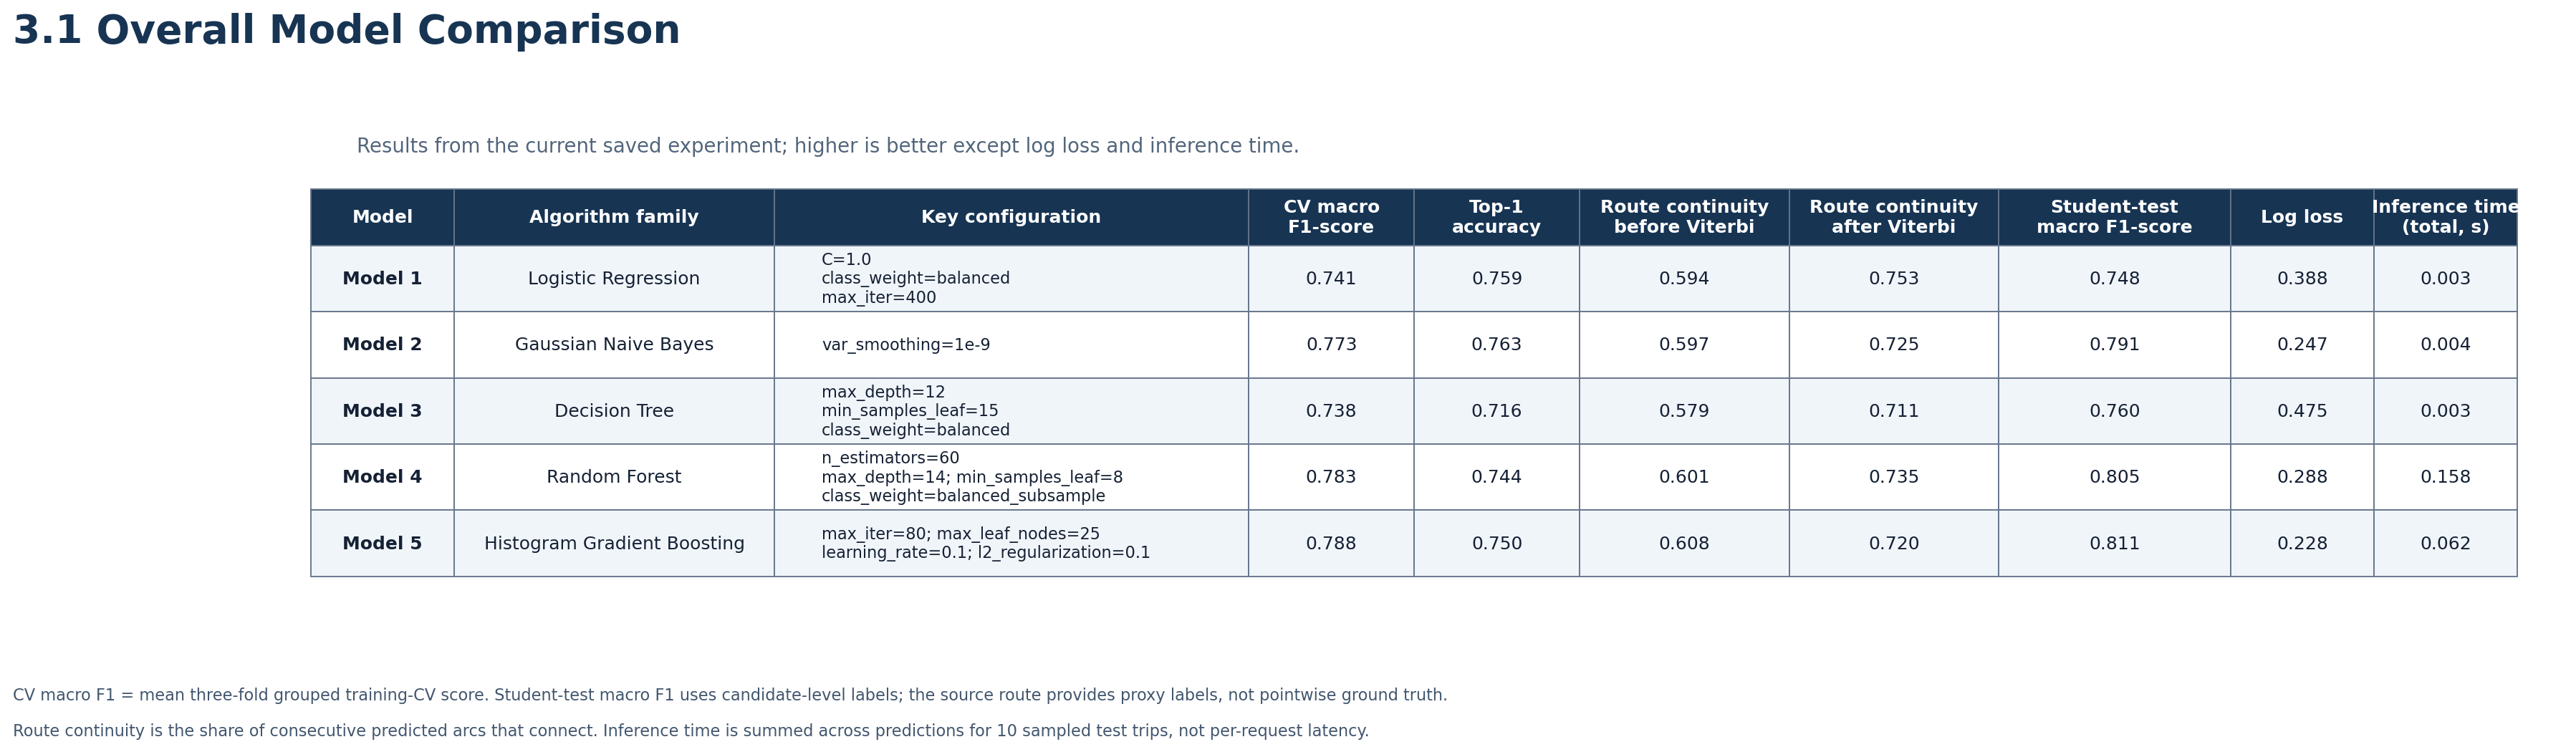 3.1 Overall Model Comparison
Results from the current saved experiment; higher is better except log loss and inference time.
Model
Algorithm family
Key configuration
CV macro
F1-score
Top-1
accuracy
Route continuity
before Viterbi
Route continuity
after Viterbi
Student-test
macro F1-score
Log loss
Inference time
(total, s)
Model 1
Logistic Regression
C=1.0
class_weight=balanced
max_iter=400
0.741
0.759
0.594
0.753
0.748
0.388
0.003
Model 2
Gaussian Naive Bayes
var_smoothing=1e-9
0.773
0.763
0.597
0.725
0.791
0.247
0.004
Model 3
Decision Tree
max_depth=12
min_samples_leaf=15
class_weight=balanced
0.738
0.716
0.579
0.711
0.760
0.475
0.003
Model 4
Random Forest
n_estimators=60
max_depth=14; min_samples_leaf=8
class_weight=balanced_subsample
0.783
0.744
0.601
0.735
0.805
0.288
0.158
Model 5
Histogram Gradient Boosting
max_iter=80; max_leaf_nodes=25
learning_rate=0.1; l2_regularization=0.1
0.788
0.750
0.608
0.720
0.811
0.228
0.062
CV macro F1 = mean three-fold grouped training-CV score. Student-test macro F1 uses candidate-level labels; the source route provides proxy labels, not pointwise ground truth.
Route continuity is the share of consecutive predicted arcs that connect. Inference time is summed across predictions for 10 sampled test trips, not per-request latency.